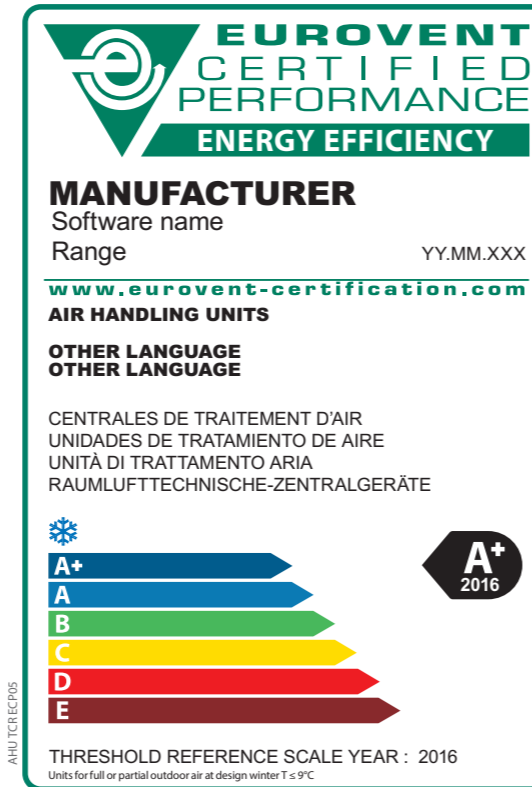 EUROVENT
CERTIFIED
PERFORMANCE
ENERGY EFFICIENCY
MANUFACTURER
Software name
Range YY.MM.XXX
www.eurovent-certification.com
AIR HANDLING UNITS
OTHER LANGUAGE
OTHER LANGUAGE
CENTRALES DE TRAITEMENT D'AIR
UNIDADES DE TRATAMIENTO DE AIRE
UNITÀ DI TRATTAMENTO ARIA
RAUMLUFTTECHNISCHE-ZENTRALGERÄTE
A+
A
B
C
D
E
A+
2016
THRESHOLD REFERENCE SCALE YEAR : 2016
Units for full or partial outdoor air at design winter T ≤ 9°C
AHU TCR ECP05